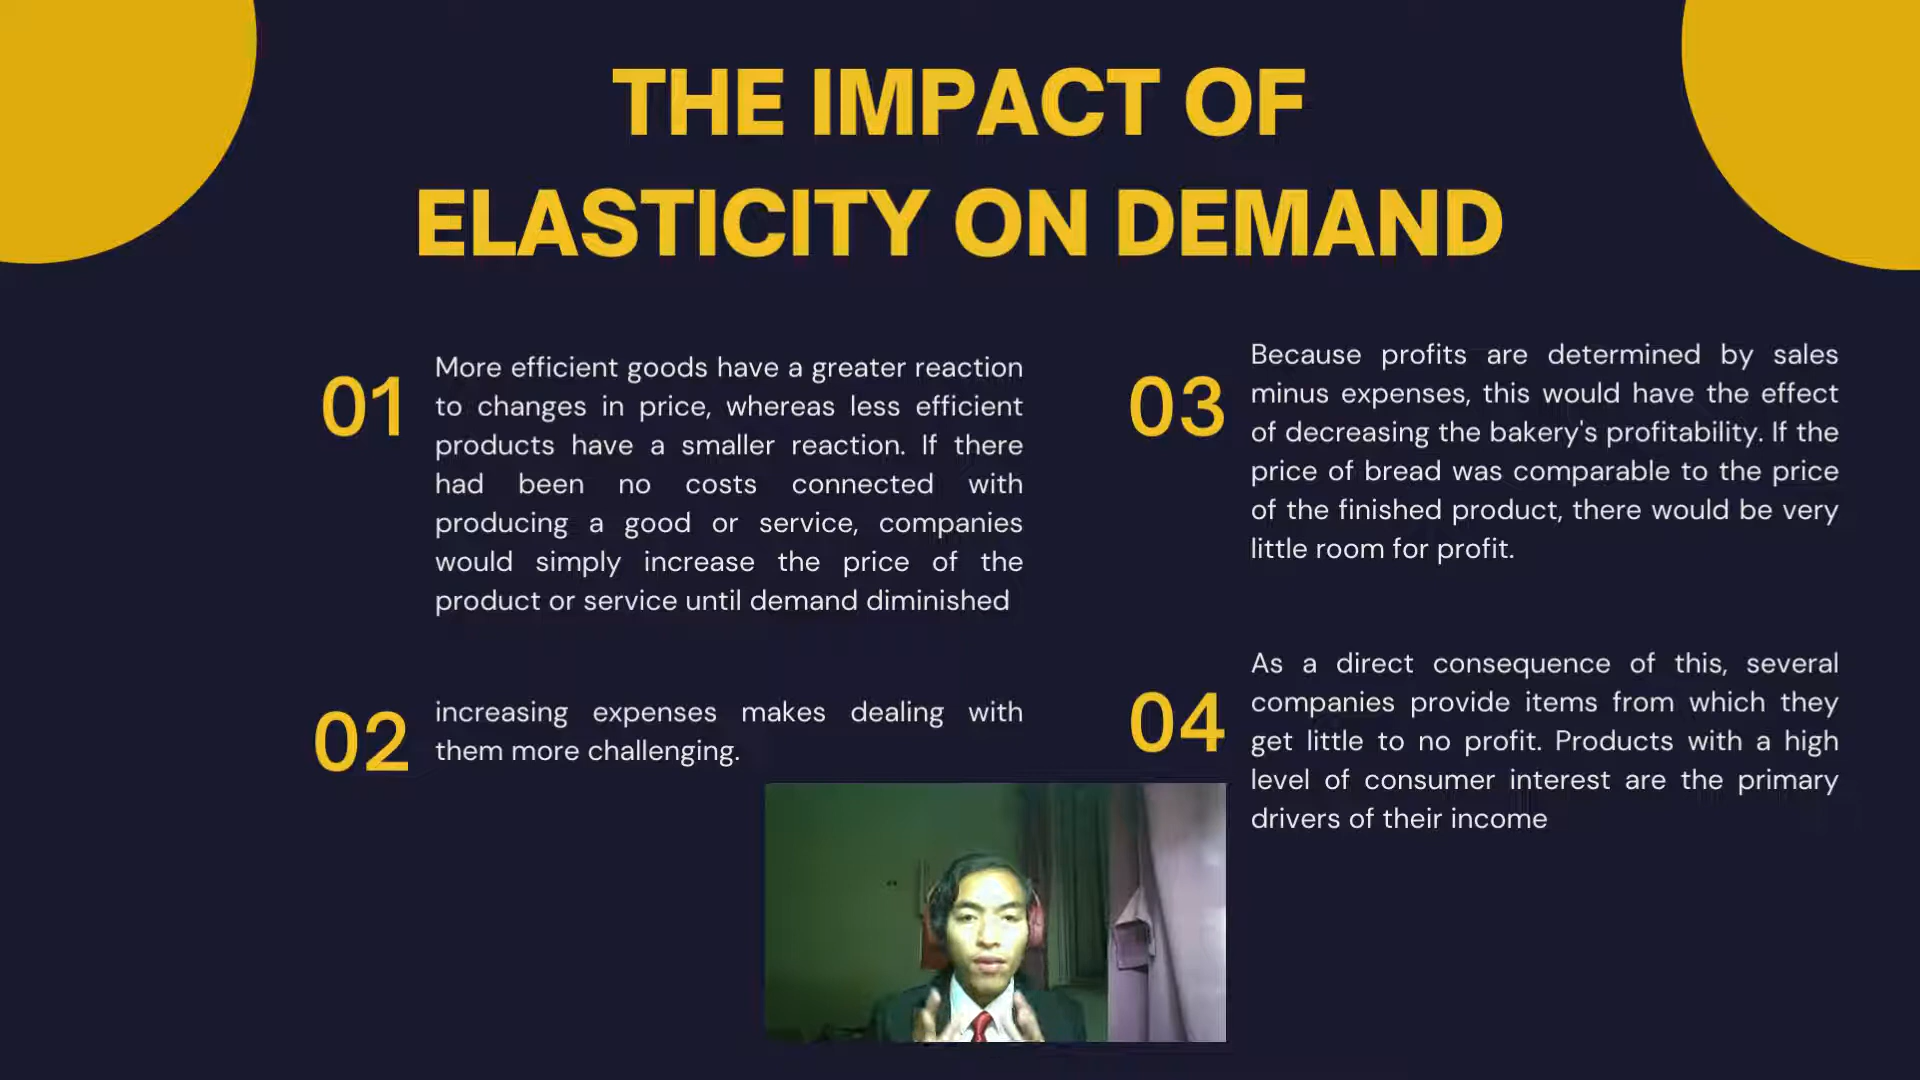 THE IMPACT OF
ELASTICITY ON DEMAND
01
More efficient goods have a greater reaction
to changes in price, whereas less efficient
products have a smaller reaction. If there
had been no costs connected with
producing a good or service, companies
would simply increase the price of the
product or service until demand diminished
02
increasing expenses makes dealing with
them more challenging.
03
Because profits are determined by sales
minus expenses, this would have the effect
of decreasing the bakery's profitability. If the
price of bread was comparable to the price
of the finished product, there would be very
little room for profit.
04
As a direct consequence of this, several
companies provide items from which they
get little to no profit. Products with a high
level of consumer interest are the primary
drivers of their income